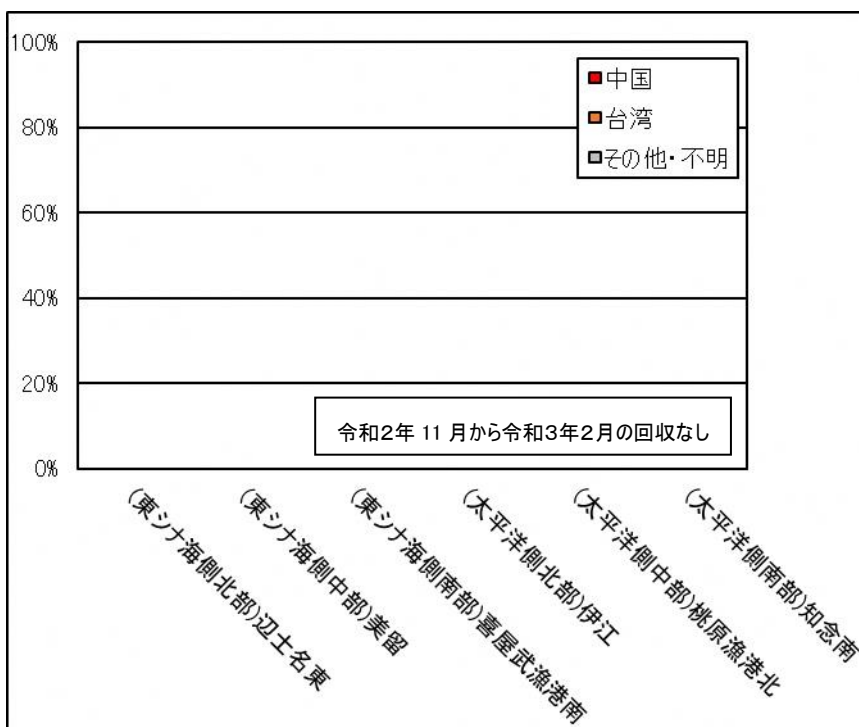 100%
80%
60%
40%
20%
0%
中国
台湾
その他・不明
令和2年 11 月から令和3年2月の回収なし
(東シナ海側北部)辺士名東
(東シナ海側中部)美留
(東シナ海側南部)喜屋武漁港南
(太平洋側北部)伊江
(太平洋側中部)桃原漁港北
(太平洋側南部)知念南